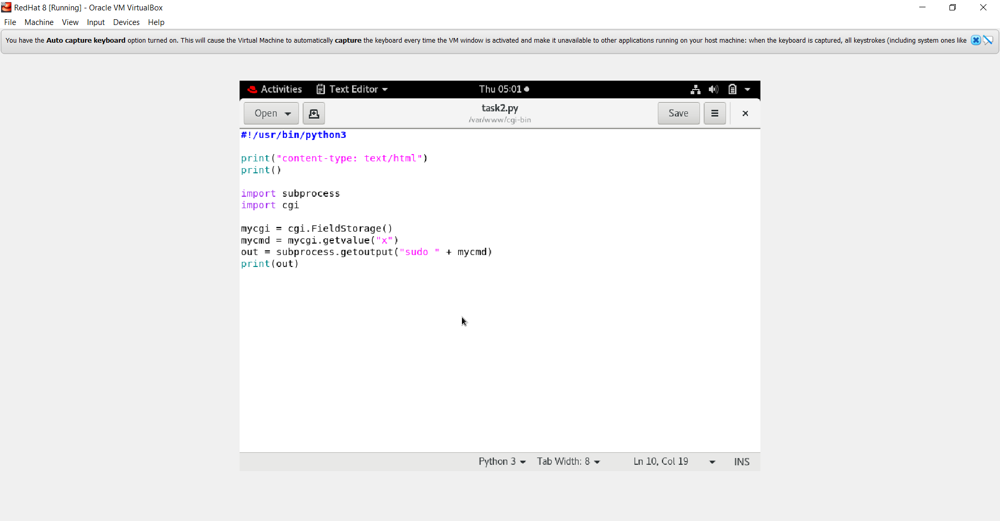 RedHat 8 [Running] - Oracle VM VirtualBox
File Machine View Input Devices Help
You have the Auto capture keyboard option turned on. This will cause the Virtual Machine to automatically capture the keyboard every time the VM window is activated and make it unavailable to other applications running on your host machine: when the keyboard is captured, all keystrokes (including system ones like
Activities Text Editor Thu 05:01
Open task2.py Save
/var/www/cgi-bin
#!/usr/bin/python3
print("content-type: text/html")
print()
import subprocess
import cgi
mycgi = cgi.FieldStorage()
mycmd = mycgi.getvalue("x")
out = subprocess.getoutput("sudo " + mycmd)
print(out)
Python 3 Tab Width: 8 Ln 10, Col 19 INS